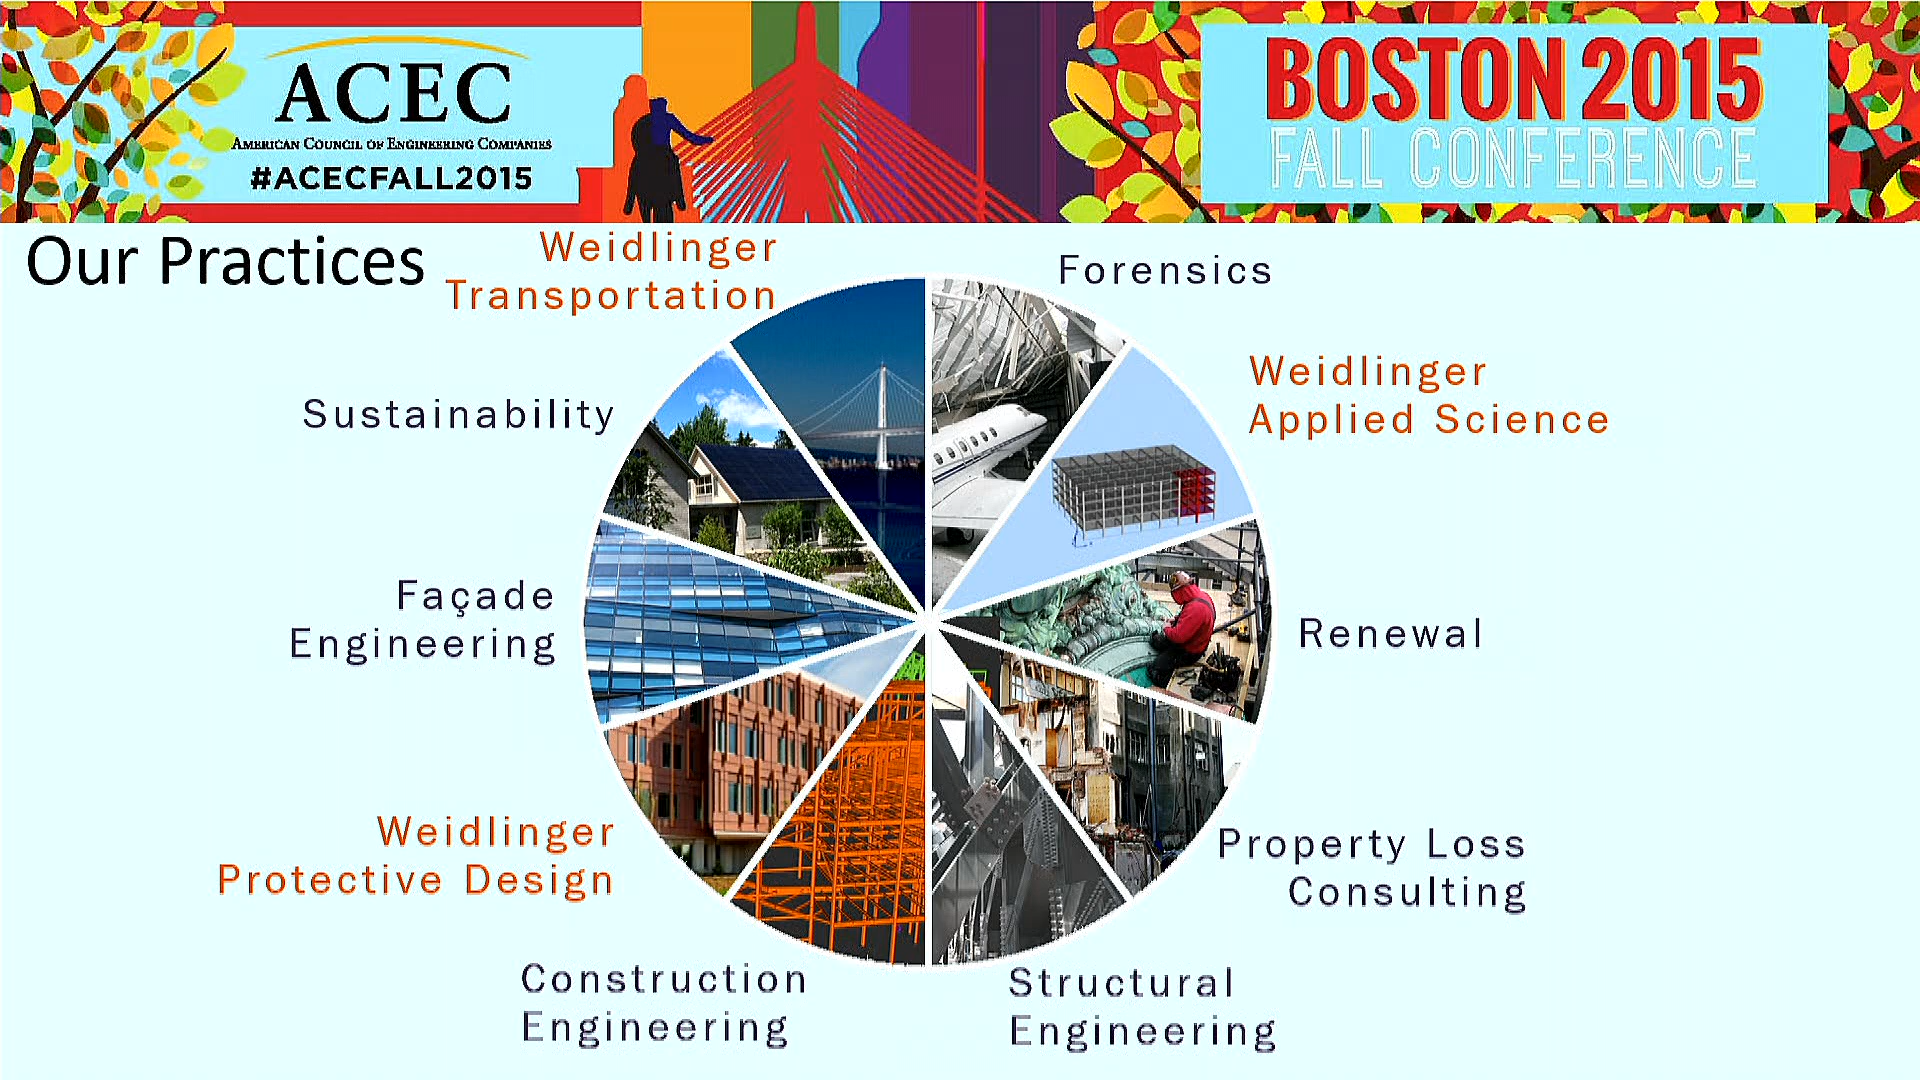 ACEC
AMERICAN COUNCIL OF ENGINEERING COMPANIES
#ACECFALL2015
BOSTON 2015
FALL CONFERENCE
Our Practices
Weidlinger
Transportation
Forensics
Weidlinger
Applied Science
Sustainability
Façade
Engineering
Renewal
Weidlinger
Protective Design
Property Loss
Consulting
Construction
Engineering
Structural
Engineering